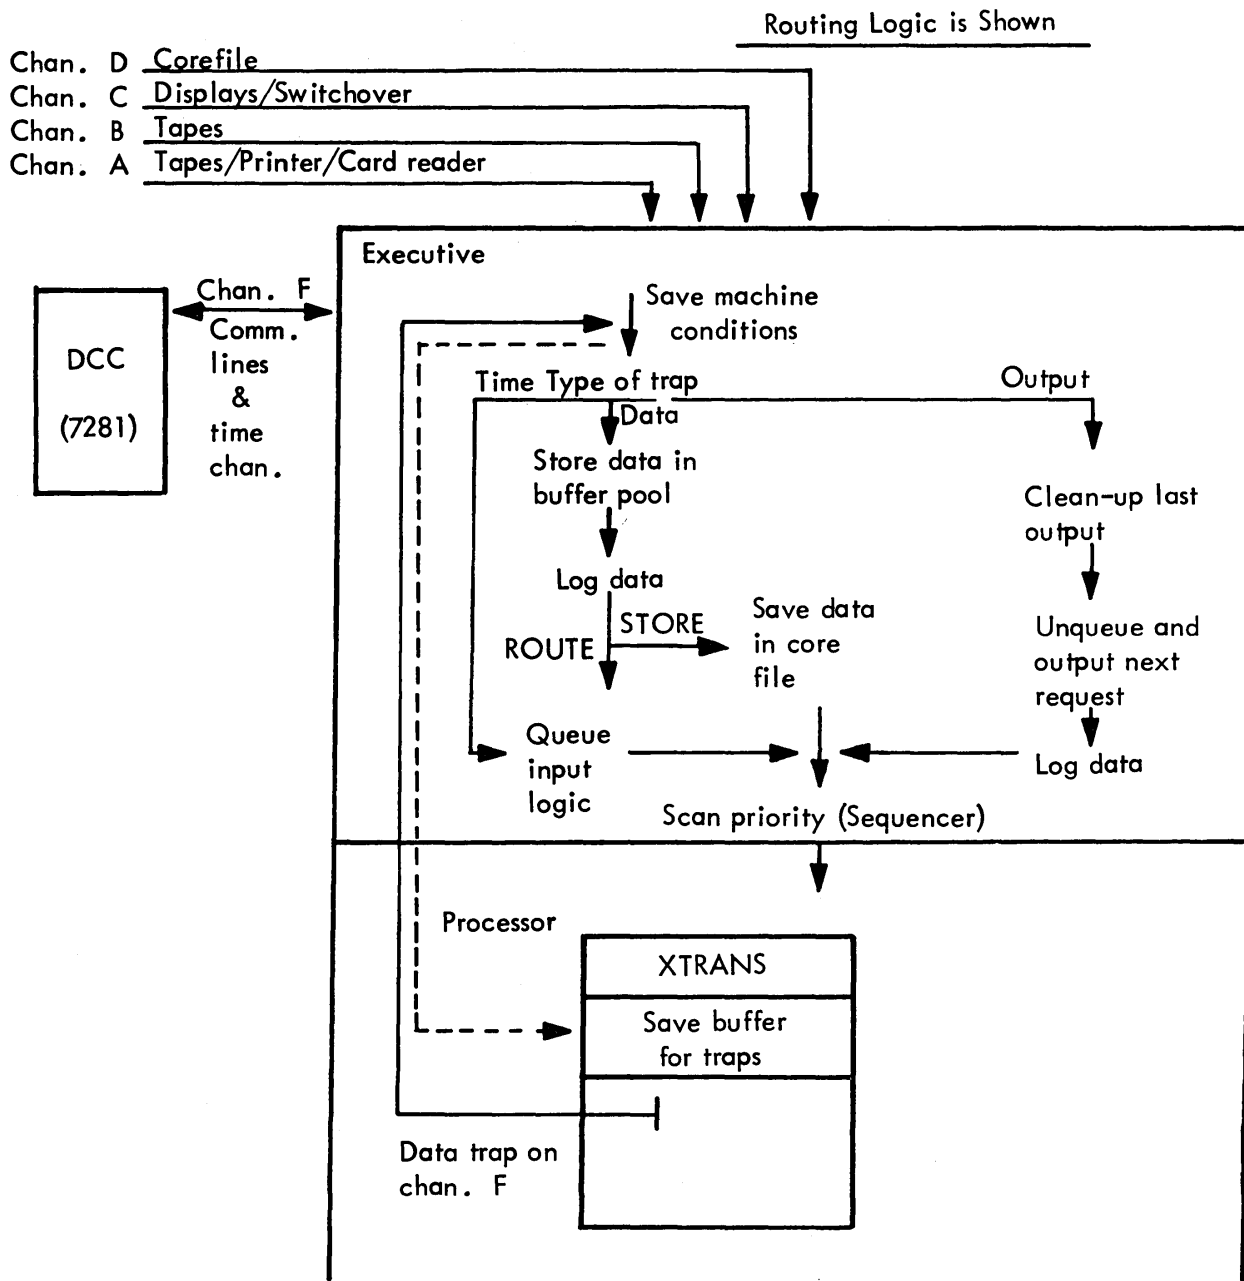 Routing Logic is Shown
Chan. D Corefile
Chan. C Displays/Switchover
Chan. B Tapes
Chan. A Tapes/Printer/Card reader
Executive
Chan. F
Comm.
lines
&
time
chan.
DCC
(7281)
Save machine
conditions
Time Type of trap
Data
Output
Store data in
buffer pool
Clean-up last
output
Log data
STORE
ROUTE
Save data
in core
file
Unqueue and
output next
request
Queue
input
logic
Log data
Scan priority (Sequencer)
Processor
XTRANS
Save buffer
for traps
Data trap on
chan. F